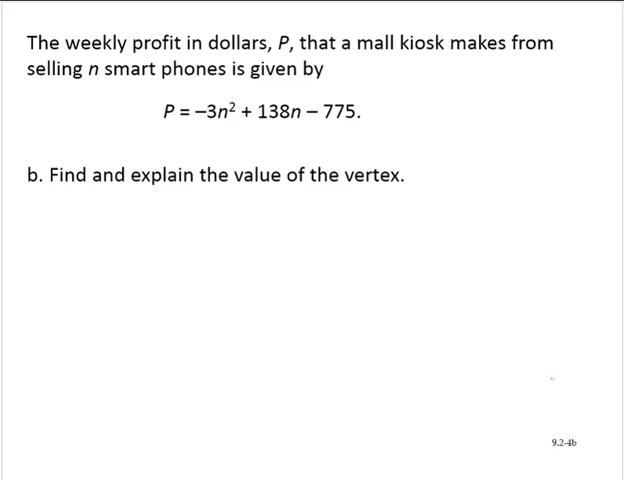 The weekly profit in dollars, P, that a mall kiosk makes from
selling n smart phones is given by
P = –3n² + 138n – 775.
b. Find and explain the value of the vertex.
9.2-4b